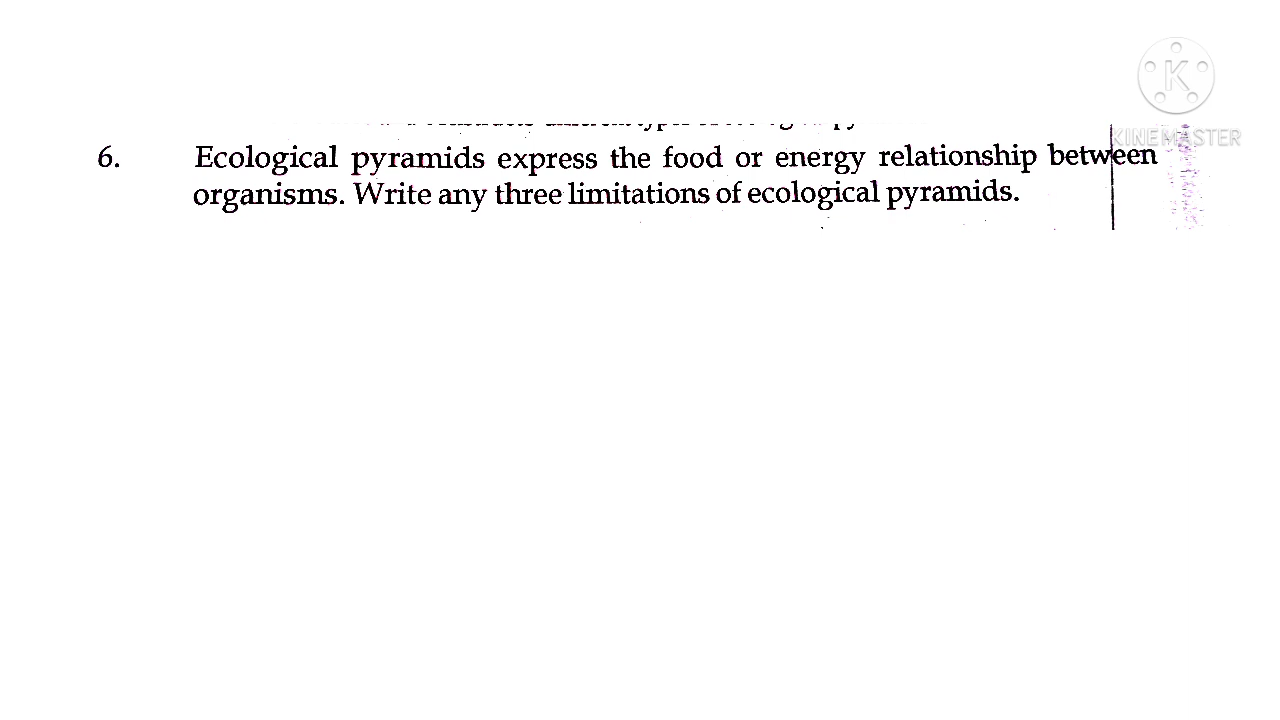 KINEMASTER
6. Ecological pyramids express the food or energy relationship between
organisms. Write any three limitations of ecological pyramids.